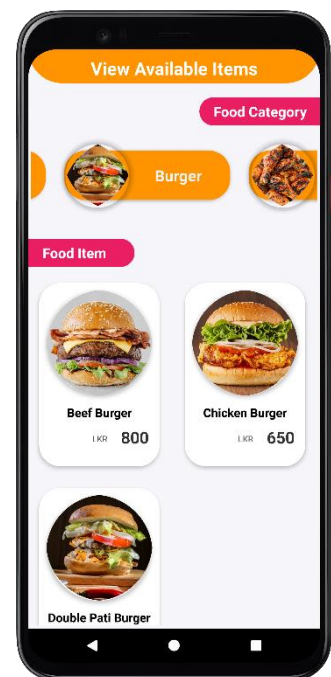 View Available Items
Food Category
Burger
Food Item
Beef Burger
Chicken Burger
LKR 800
LKR 650
Double Pati Burger